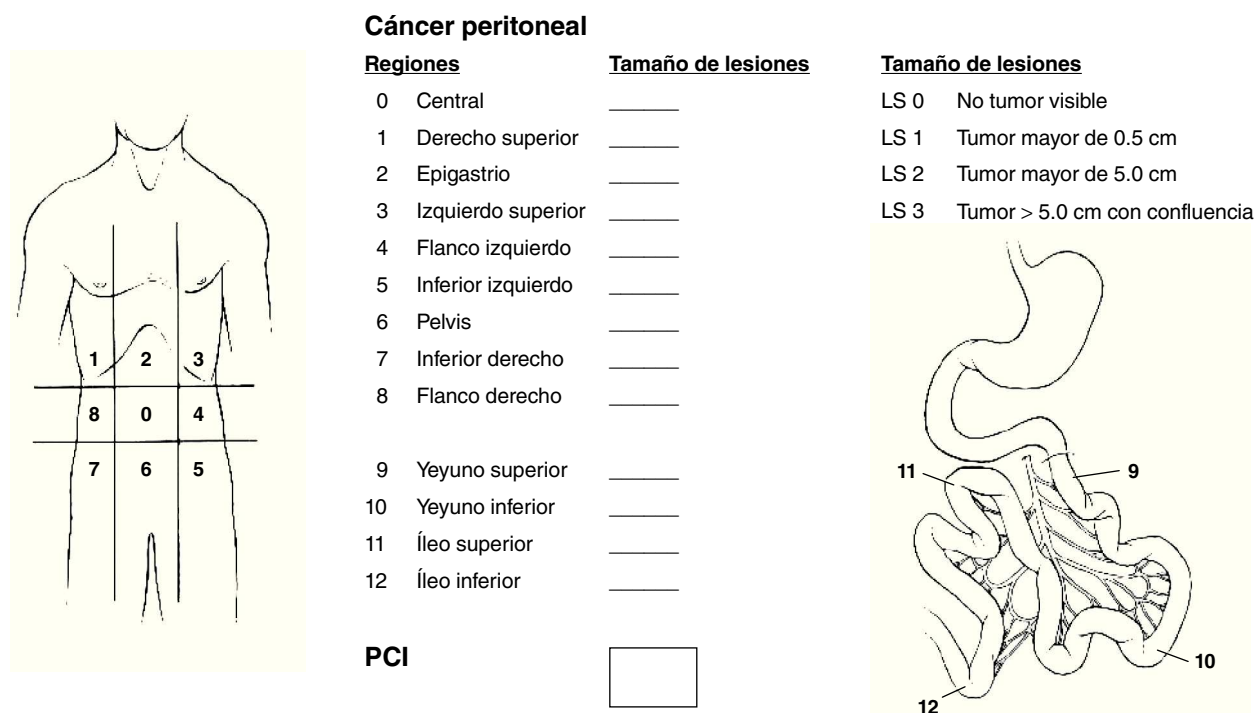 Cáncer peritoneal
Regiones Tamaño de lesiones
0 Central
1 Derecho superior
2 Epigastrio
3 Izquierdo superior
4 Flanco izquierdo
5 Inferior izquierdo
6 Pelvis
7 Inferior derecho
8 Flanco derecho
9 Yeyuno superior
10 Yeyuno inferior
11 Íleo superior
12 Íleo inferior
PCI
Tamaño de lesiones
LS 0 No tumor visible
LS 1 Tumor mayor de 0.5 cm
LS 2 Tumor mayor de 5.0 cm
LS 3 Tumor > 5.0 cm con confluencia
1 2 3
8 0 4
7 6 5
11 9
10
12